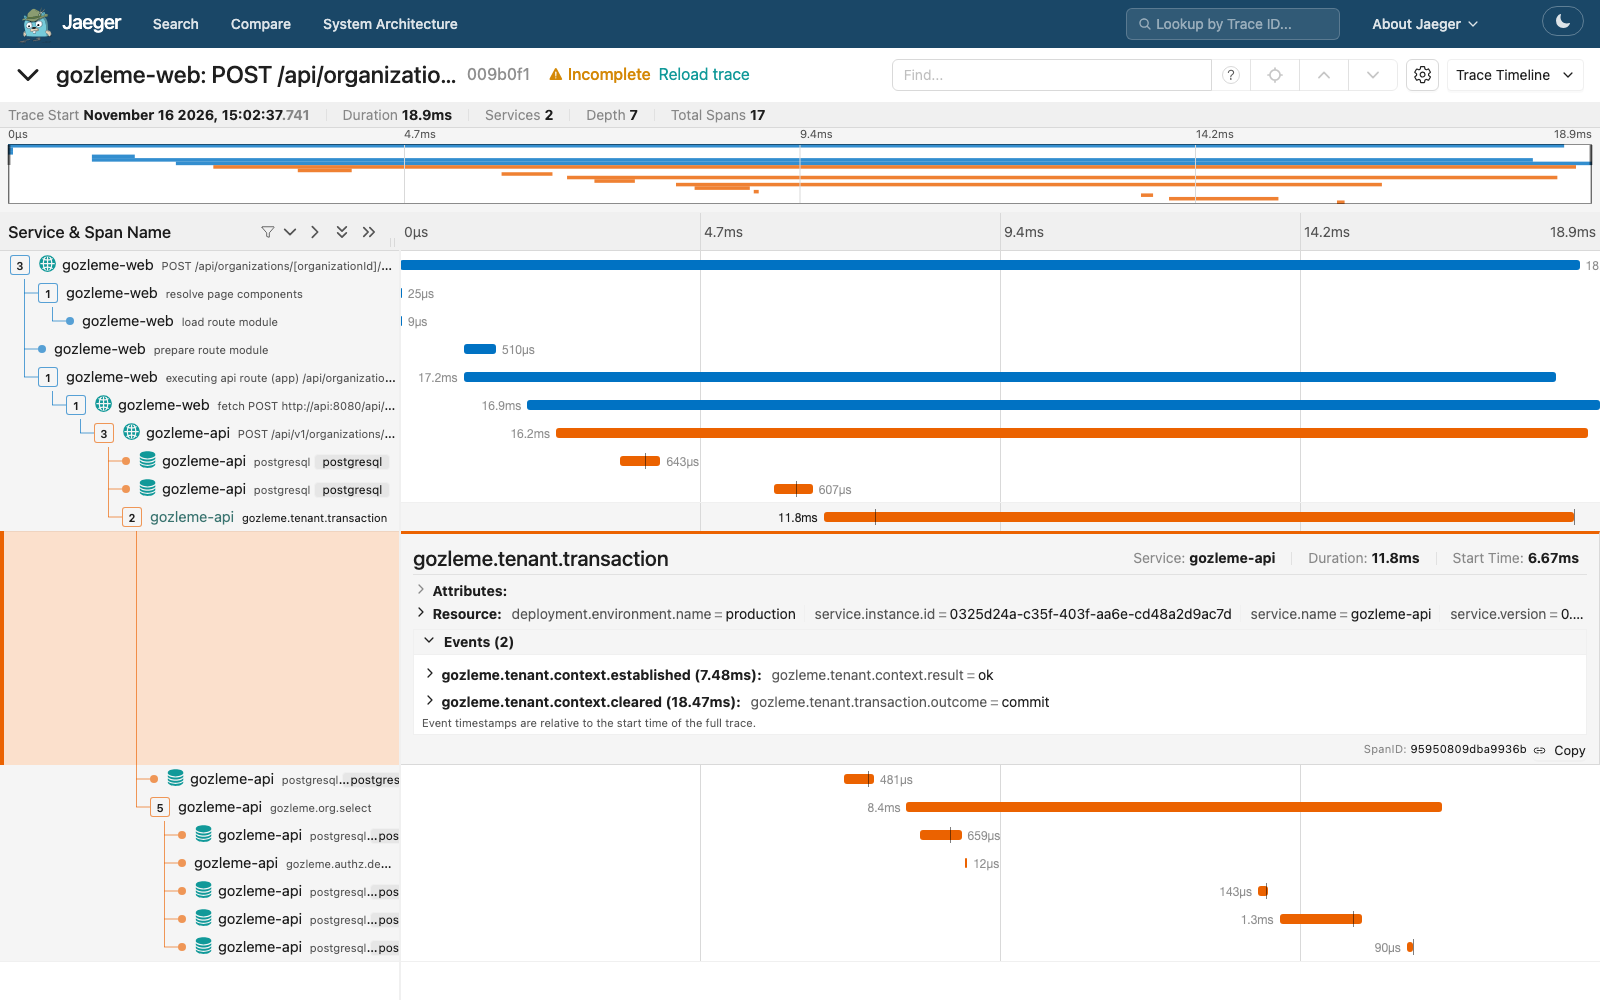 Jaeger Search Compare System Architecture Lookup by Trace ID... About Jaeger
gozleme-web: POST /api/organizatio... 009b0f1 Incomplete Reload trace Find... ? Trace Timeline
Trace Start November 16 2026, 15:02:37.741 Duration 18.9ms Services 2 Depth 7 Total Spans 17
0μs 4.7ms 9.4ms 14.2ms 18.9ms
Service & Span Name 0μs 4.7ms 9.4ms 14.2ms 18.9ms
3 gozleme-web POST /api/organizations/[organizationId]/... 18
1 gozleme-web resolve page components 25μs
gozleme-web load route module 9μs
gozleme-web prepare route module 510μs
1 gozleme-web executing api route (app) /api/organizatio... 17.2ms
1 gozleme-web fetch POST http://api:8080/api/... 16.9ms
3 gozleme-api POST /api/v1/organizations/... 16.2ms
gozleme-api postgresql postgresql 643μs
gozleme-api postgresql postgresql 607μs
2 gozleme-api gozleme.tenant.transaction 11.8ms
gozleme.tenant.transaction Service: gozleme-api Duration: 11.8ms Start Time: 6.67ms
Attributes:
Resource: deployment.environment.name = production service.instance.id = 0325d24a-c35f-403f-aa6e-cd48a2d9ac7d service.name = gozleme-api service.version = 0....
Events (2)
gozleme.tenant.context.established (7.48ms): gozleme.tenant.context.result = ok
gozleme.tenant.context.cleared (18.47ms): gozleme.tenant.transaction.outcome = commit
Event timestamps are relative to the start time of the full trace.
SpanID: 95950809dba9936b Copy
gozleme-api postgresql...postgres 481μs
5 gozleme-api gozleme.org.select 8.4ms
gozleme-api postgresql...pos 659μs
gozleme-api gozleme.authz.de... 12μs
gozleme-api postgresql...pos 143μs
gozleme-api postgresql...pos 1.3ms
gozleme-api postgresql...pos 90μs